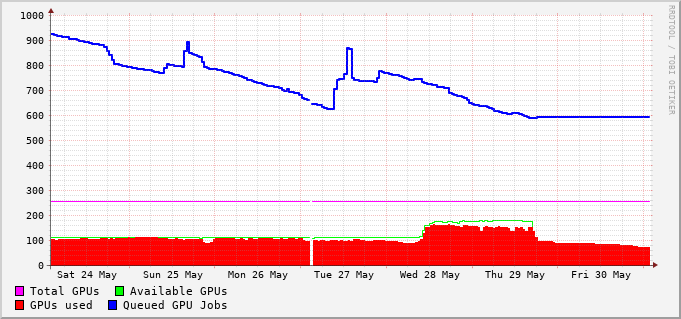 1000
900
800
700
600
500
400
300
200
100
0
Sat 24 May Sun 25 May Mon 26 May Tue 27 May Wed 28 May Thu 29 May Fri 30 May
Total GPUs Available GPUs
GPUs used Queued GPU Jobs
RRDTOOL / TOBI OETIKER